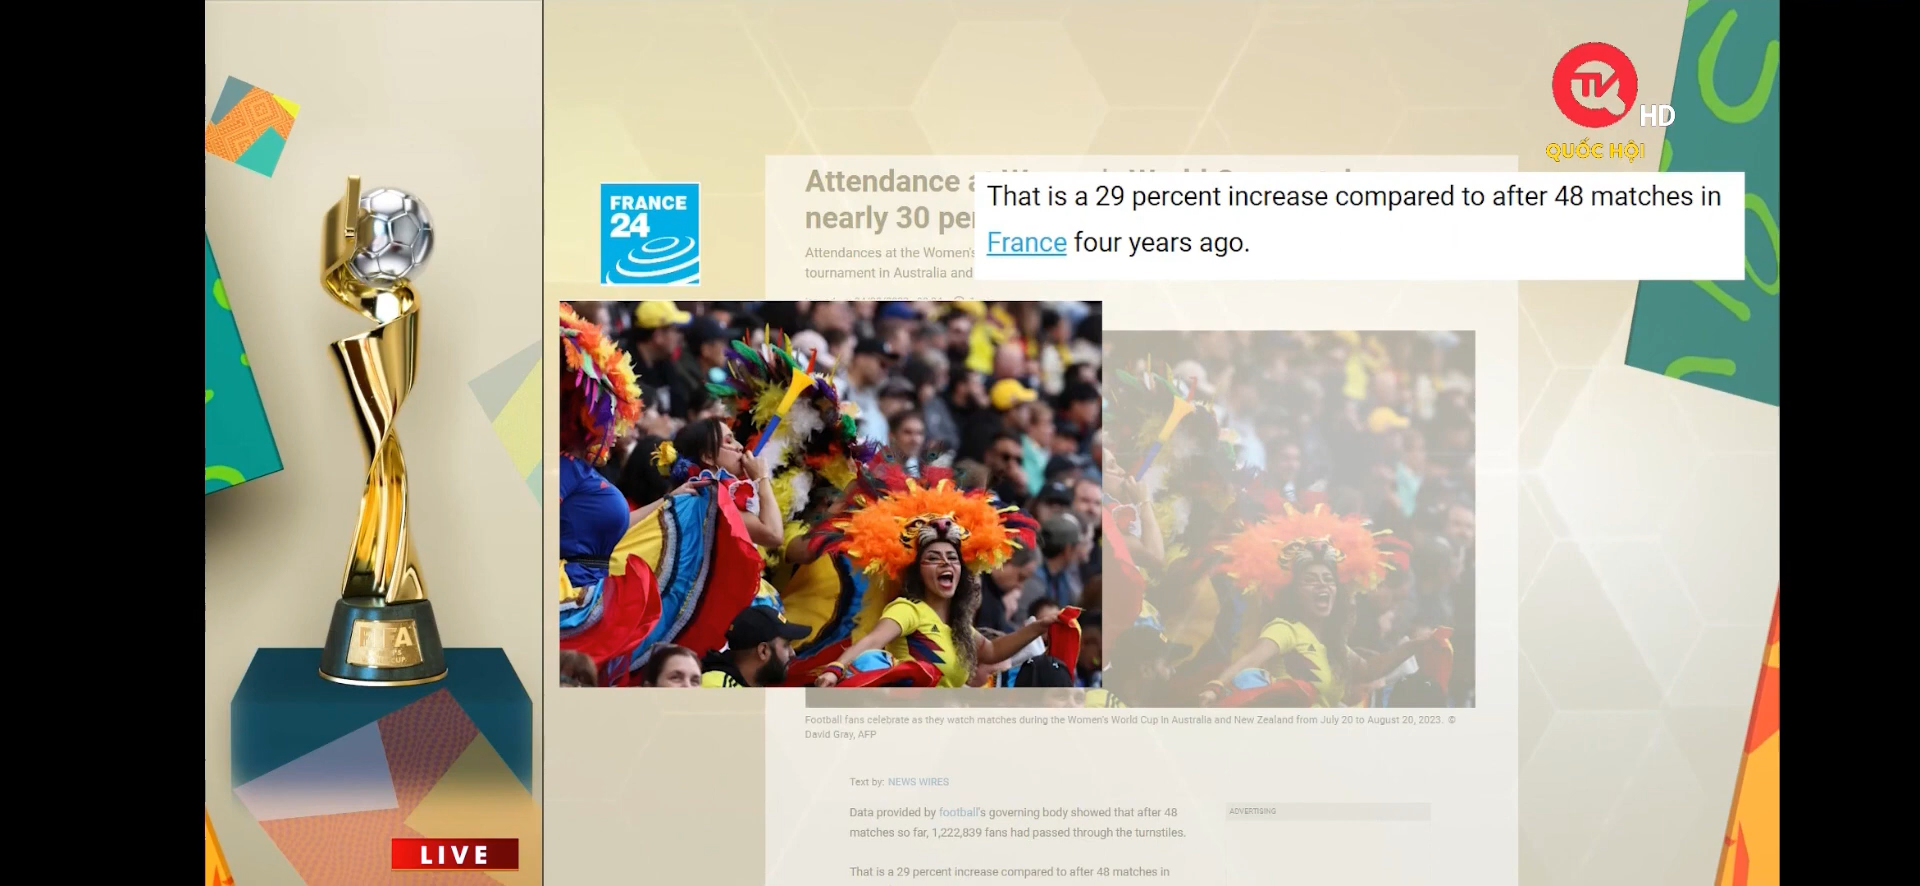 TV
HD
QUỐC HỘI
FRANCE
24
Attendance
nearly 30 per
Attendances at the Women's
tournament in Australia and
That is a 29 percent increase compared to after 48 matches in
France four years ago.
FIFA
Football fans celebrate as they watch matches during the Women's World Cup in Australia and New Zealand from July 20 to August 20, 2023. ©
David Gray, AFP
Text by: NEWS WIRES
Data provided by football's governing body showed that after 48
matches so far, 1,222,839 fans had passed through the turnstiles.
ADVERTISING
That is a 29 percent increase compared to after 48 matches in
LIVE